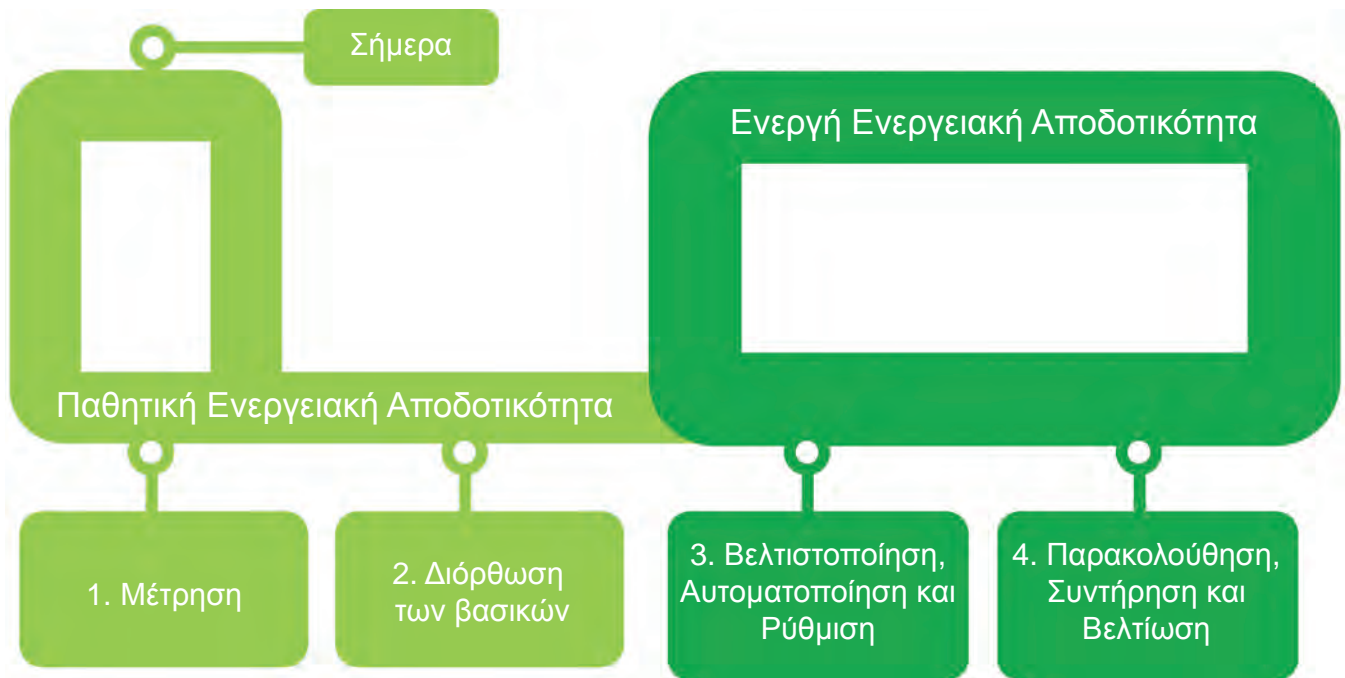 Σήμερα
Ενεργή Ενεργειακή Αποδοτικότητα
Παθητική Ενεργειακή Αποδοτικότητα
1. Μέτρηση
2. Διόρθωση
των βασικών
3. Βελτιστοποίηση,
Αυτοματοποίηση και
Ρύθμιση
4. Παρακολούθηση,
Συντήρηση και
Βελτίωση